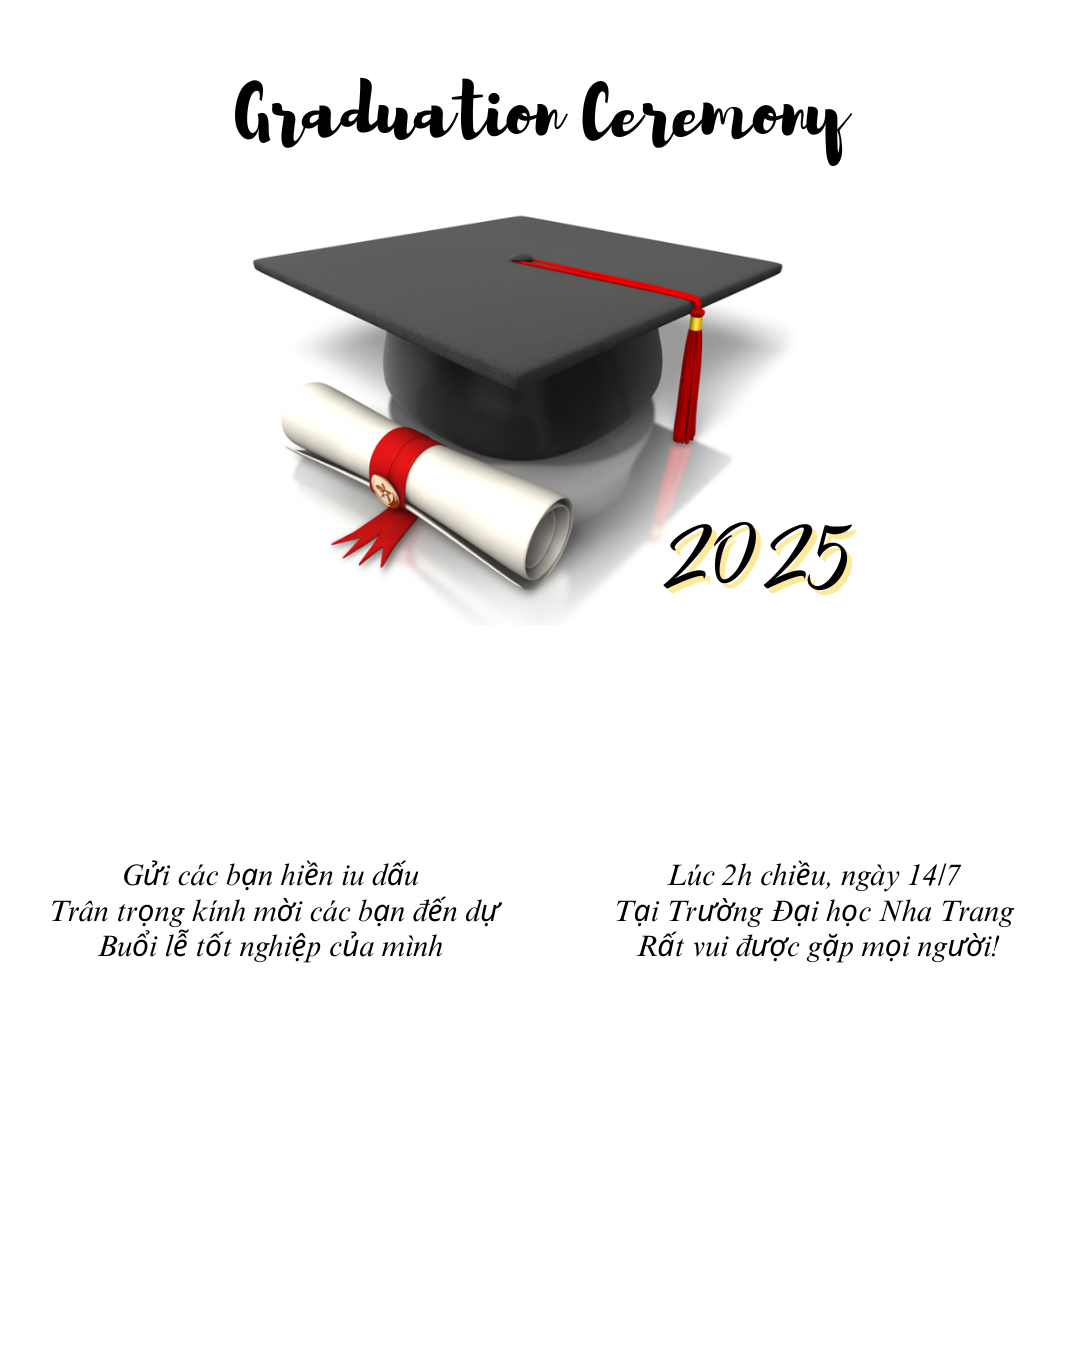 Graduation Ceremony
2025
Gửi các bạn hiền iu dấu
Trân trọng kính mời các bạn đến dự
Buổi lễ tốt nghiệp của mình
Lúc 2h chiều, ngày 14/7
Tại Trường Đại học Nha Trang
Rất vui được gặp mọi người!